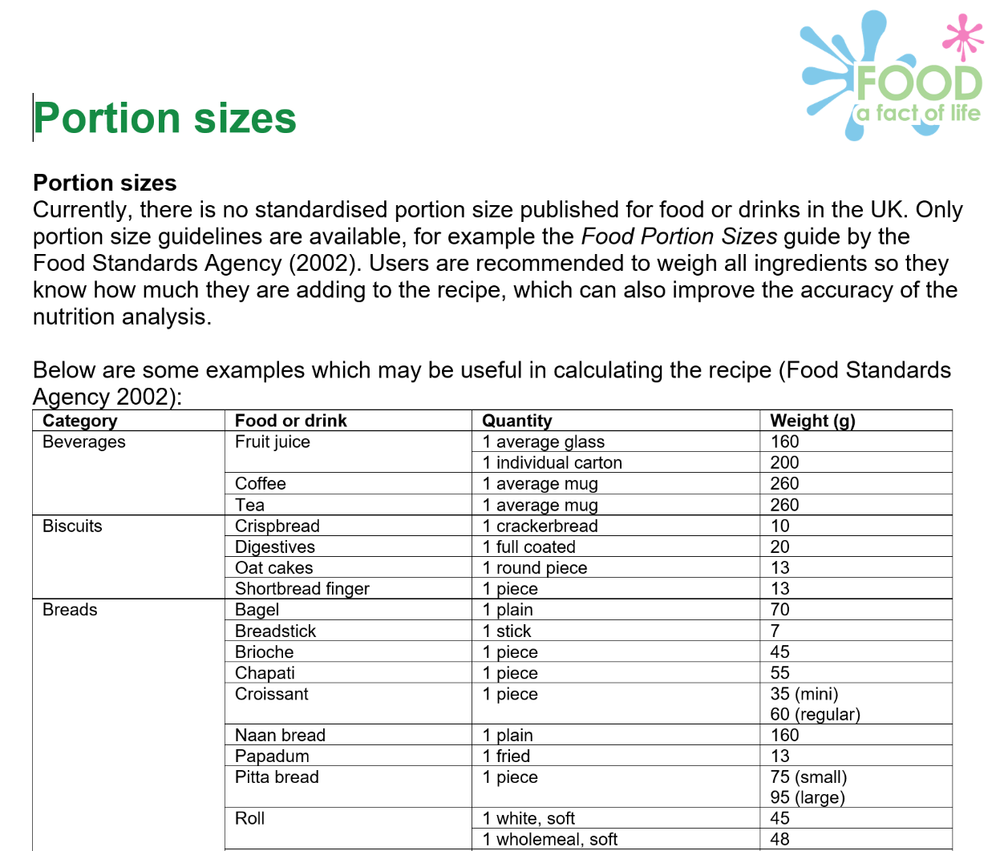 FOOD
a fact of life
Portion sizes
Portion sizes
Currently, there is no standardised portion size published for food or drinks in the UK. Only
portion size guidelines are available, for example the Food Portion Sizes guide by the
Food Standards Agency (2002). Users are recommended to weigh all ingredients so they
know how much they are adding to the recipe, which can also improve the accuracy of the
nutrition analysis.
Below are some examples which may be useful in calculating the recipe (Food Standards
Agency 2002):
Category Food or drink Quantity Weight (g)
Beverages Fruit juice 1 average glass 160
1 individual carton 200
Coffee 1 average mug 260
Tea 1 average mug 260
Biscuits Crispbread 1 crackerbread 10
Digestives 1 full coated 20
Oat cakes 1 round piece 13
Shortbread finger 1 piece 13
Breads Bagel 1 plain 70
Breadstick 1 stick 7
Brioche 1 piece 45
Chapati 1 piece 55
Croissant 1 piece 35 (mini)
60 (regular)
Naan bread 1 plain 160
Papadum 1 fried 13
Pitta bread 1 piece 75 (small)
95 (large)
Roll 1 white, soft 45
1 wholemeal, soft 48